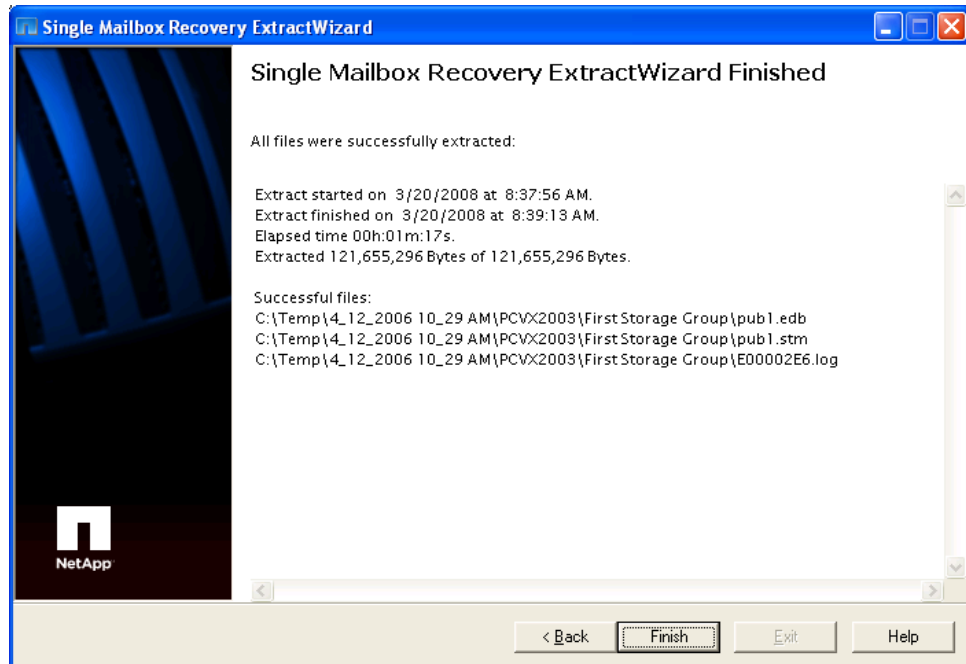 Single Mailbox Recovery ExtractWizard
Single Mailbox Recovery ExtractWizard Finished
All files were successfully extracted:
Extract started on 3/20/2008 at 8:37:56 AM.
Extract finished on 3/20/2008 at 8:39:13 AM.
Elapsed time 00h:01m:17s.
Extracted 121,655,296 Bytes of 121,655,296 Bytes.
Successful files:
C:\Temp\4_12_2006 10_29 AM\PCVX2003\First Storage Group\pub1.edb
C:\Temp\4_12_2006 10_29 AM\PCVX2003\First Storage Group\pub1.stm
C:\Temp\4_12_2006 10_29 AM\PCVX2003\First Storage Group\E00002E6.log
NetApp
< Back
Finish
Exit
Help